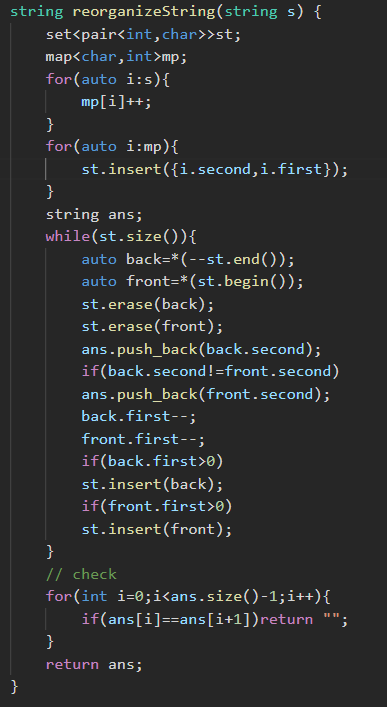 string reorganizeString(string s) {
    set<pair<int,char>>st;
    map<char,int>mp;
    for(auto i:s){
        mp[i]++;
    }
    for(auto i:mp){
        st.insert({i.second,i.first});
    }
    string ans;
    while(st.size()){
        auto back=*(--st.end());
        auto front=*(st.begin());
        st.erase(back);
        st.erase(front);
        ans.push_back(back.second);
        if(back.second!=front.second)
        ans.push_back(front.second);
        back.first--;
        front.first--;
        if(back.first>0)
        st.insert(back);
        if(front.first>0)
        st.insert(front);
    }
    // check
    for(int i=0;i<ans.size()-1;i++){
        if(ans[i]==ans[i+1])return "";
    }
    return ans;
}